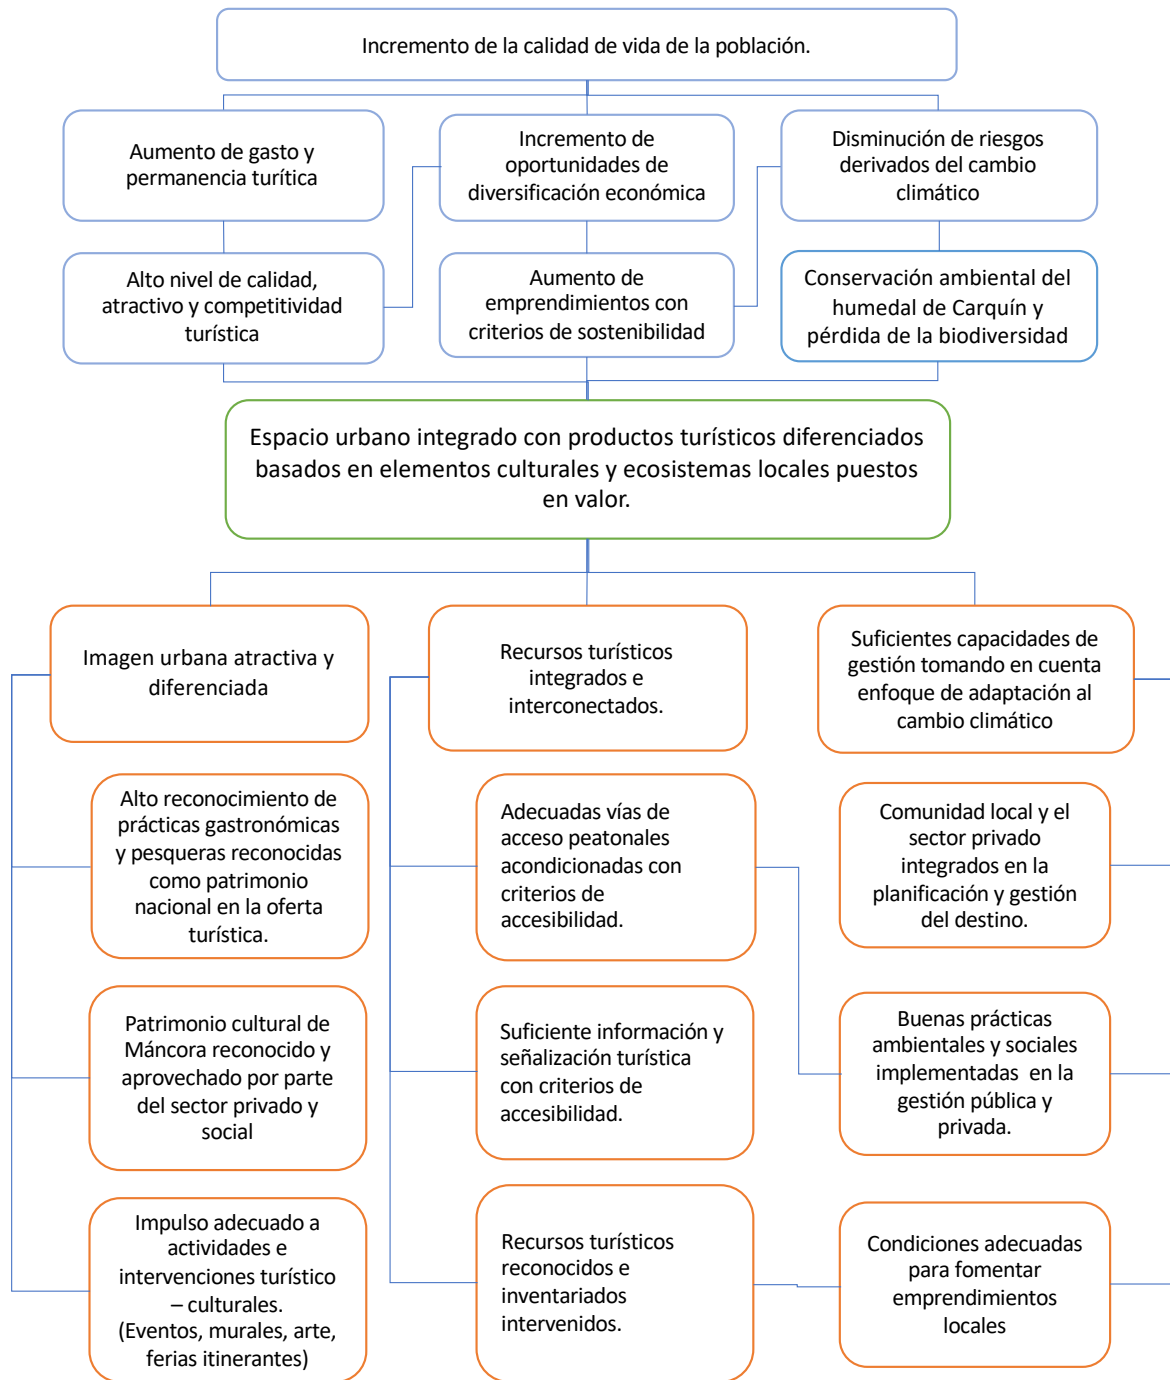 Incremento de la calidad de vida de la población.
Aumento de gasto y
permanencia turítica
Incremento de
oportunidades de
diversificación económica
Disminución de riesgos
derivados del cambio
climático
Alto nivel de calidad,
atractivo y competitividad
turística
Aumento de
emprendimientos con
criterios de sostenibilidad
Conservación ambiental del
humedal de Carquín y
pérdida de la biodiversidad
Espacio urbano integrado con productos turísticos diferenciados
basados en elementos culturales y ecosistemas locales puestos
en valor.
Imagen urbana atractiva y
diferenciada
Recursos turísticos
integrados e
interconectados.
Suficientes capacidades de
gestión tomando en cuenta
enfoque de adaptación al
cambio climático
Alto reconocimiento de
prácticas gastronómicas
y pesqueras reconocidas
como patrimonio
nacional en la oferta
turística.
Adecuadas vías de
acceso peatonales
acondicionadas con
criterios de
accesibilidad.
Comunidad local y el
sector privado
integrados en la
planificación y gestión
del destino.
Patrimonio cultural de
Máncora reconocido y
aprovechado por parte
del sector privado y
social
Suficiente información y
señalización turística
con criterios de
accesibilidad.
Buenas prácticas
ambientales y sociales
implementadas en la
gestión pública y
privada.
Impulso adecuado a
actividades e
intervenciones turístico
– culturales.
(Eventos, murales, arte,
ferias itinerantes)
Recursos turísticos
reconocidos e
inventariados
intervenidos.
Condiciones adecuadas
para fomentar
emprendimientos
locales